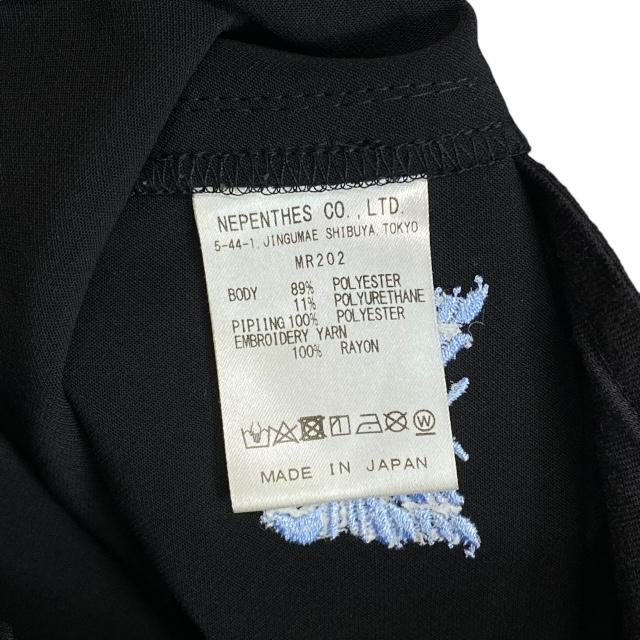 NEPENTHES CO.,LTD.
5-44-1, JINGUMAE SHIBUYA, TOKYO
MR202
BODY 89% POLYESTER
11% POLYURETHANE
PIPIING 100% POLYESTER
EMBROIDERY YARN
100% RAYON
W
MADE IN JAPAN